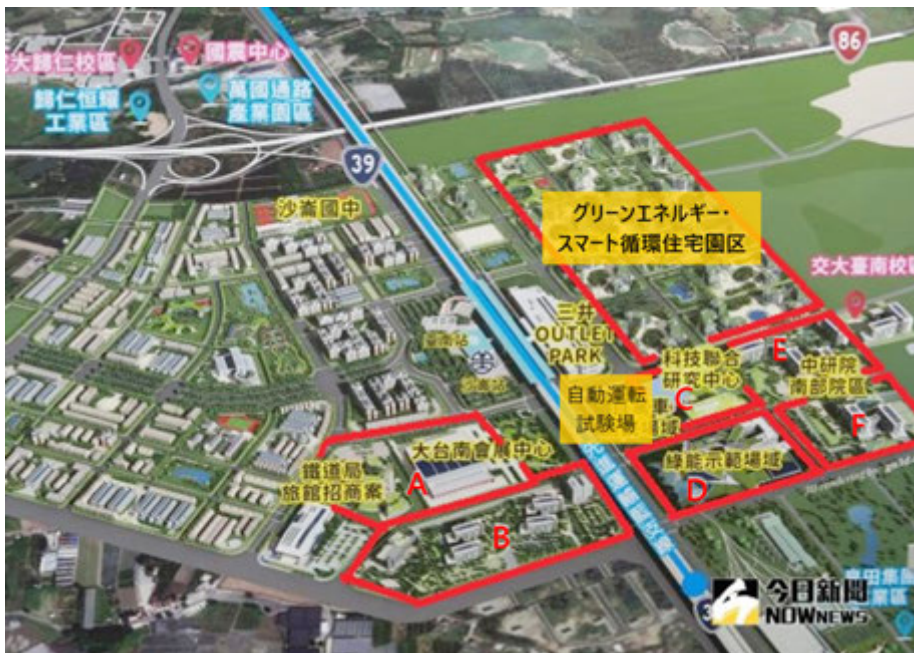 86
國震中心
大歸仁校區
萬國通路
產業園區
歸仁恒耀
工業區
39
沙崙國中
グリーンエネルギー・
スマート循環住宅園区
交大臺南校區
三井
OUTLET
PARK
E
科技聯合
研究中心
中研院
南部院區
自動運転
試験場
C
F
大台南會展中心
綠能示範場域
鐵道局
旅館招商案
A
D
B
今日新聞
NOWNEWS